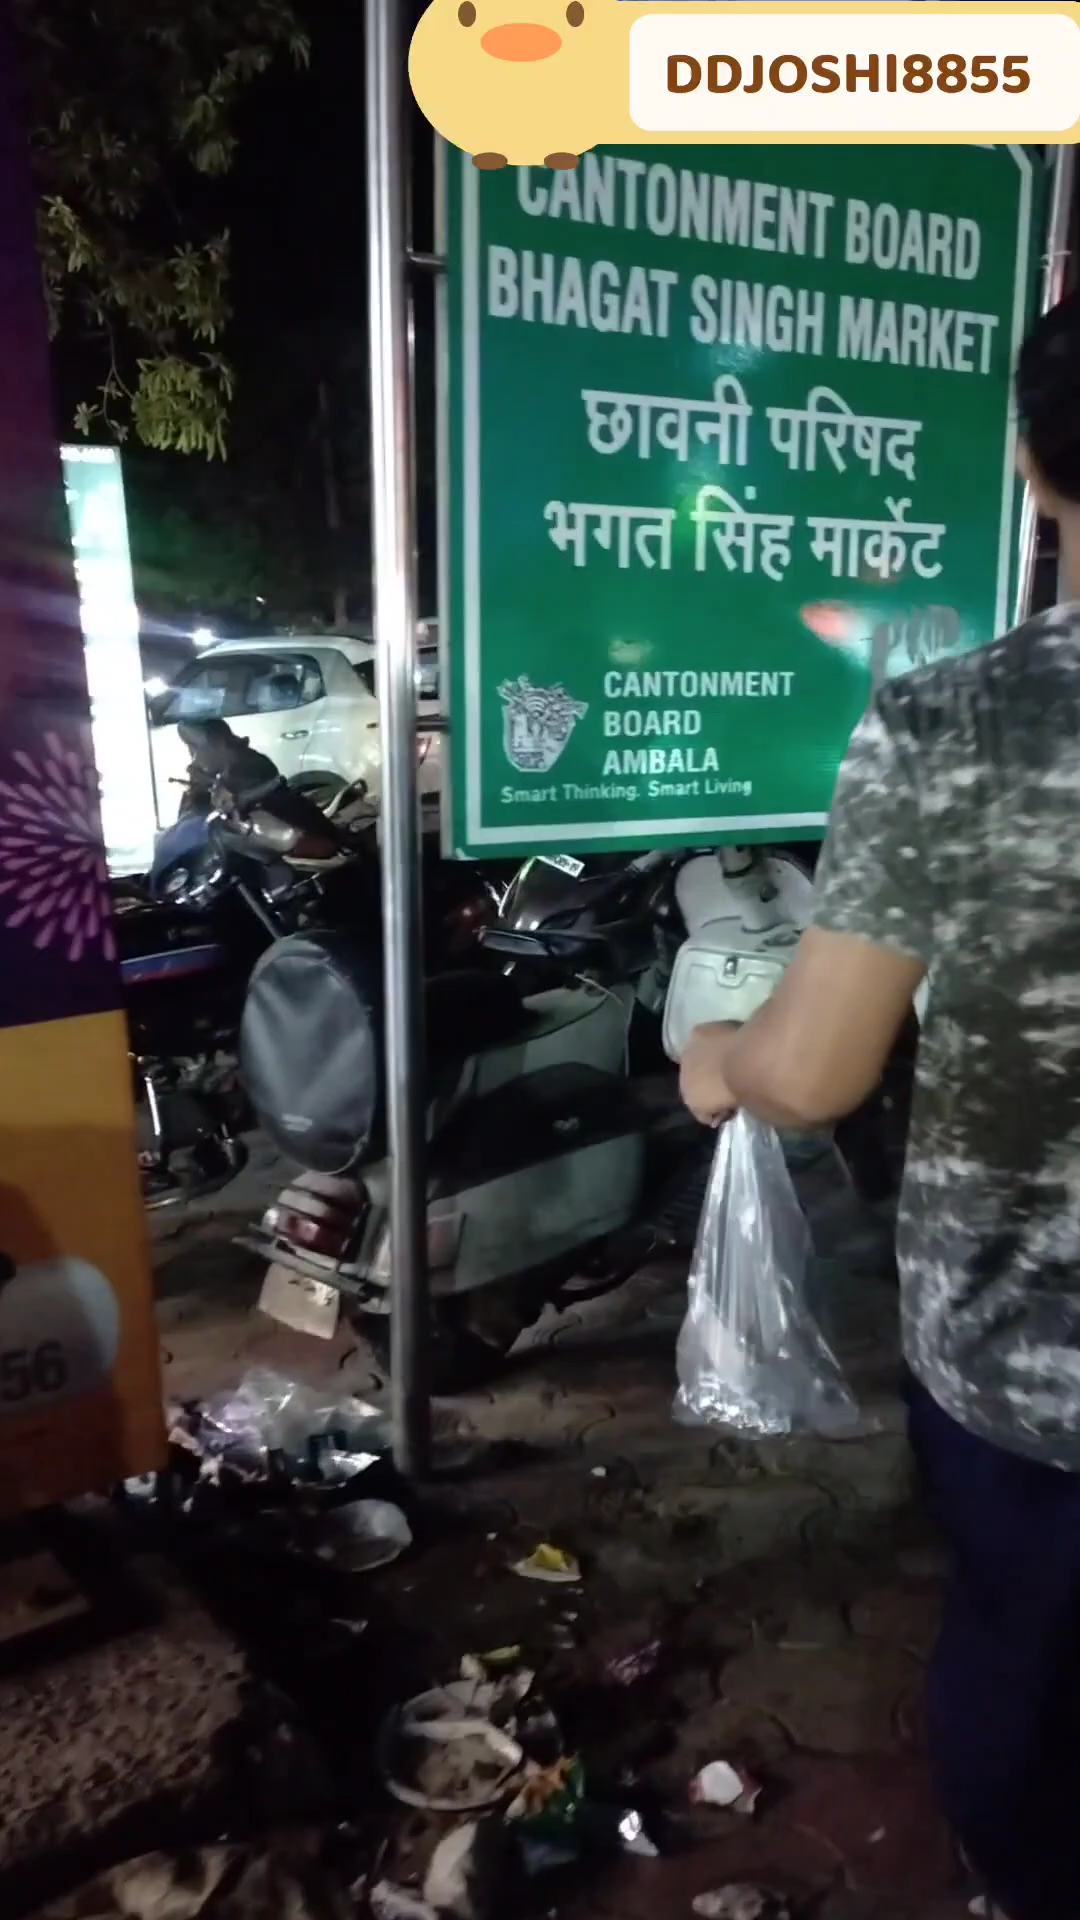 DDJOSHI8855
CANTONMENT BOARD
BHAGAT SINGH MARKET
छावनी परिषद
भगत सिंह मार्केट
CANTONMENT
BOARD
AMBALA
Smart Thinking. Smart Living
56